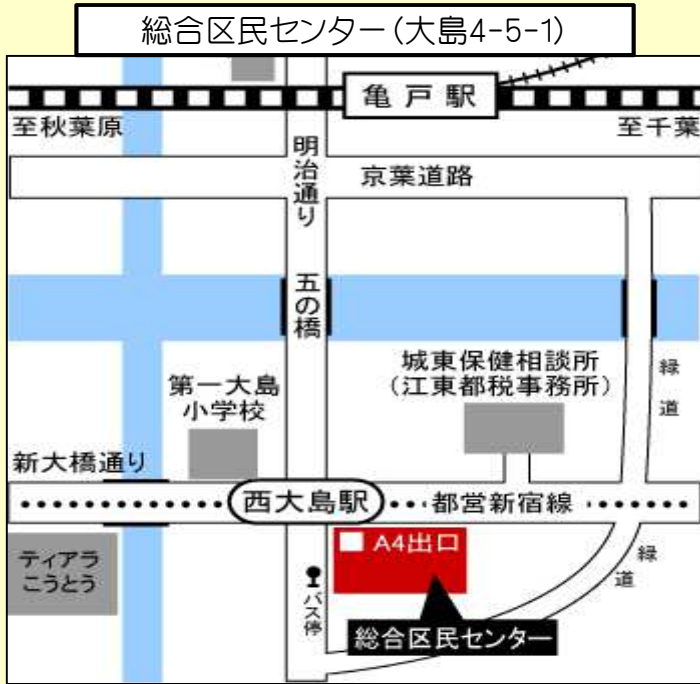 総合区民センター(大島4-5-1)
亀戸駅
至秋葉原
至千葉
明治通り
京葉道路
五の橋
城東保健相談所
(江東都税事務所)
緑道
第一大島
小学校
新大橋通り
西大島駅
都営新宿線
A4出口
ティアラ
こうとう
バス停
緑道
総合区民センター